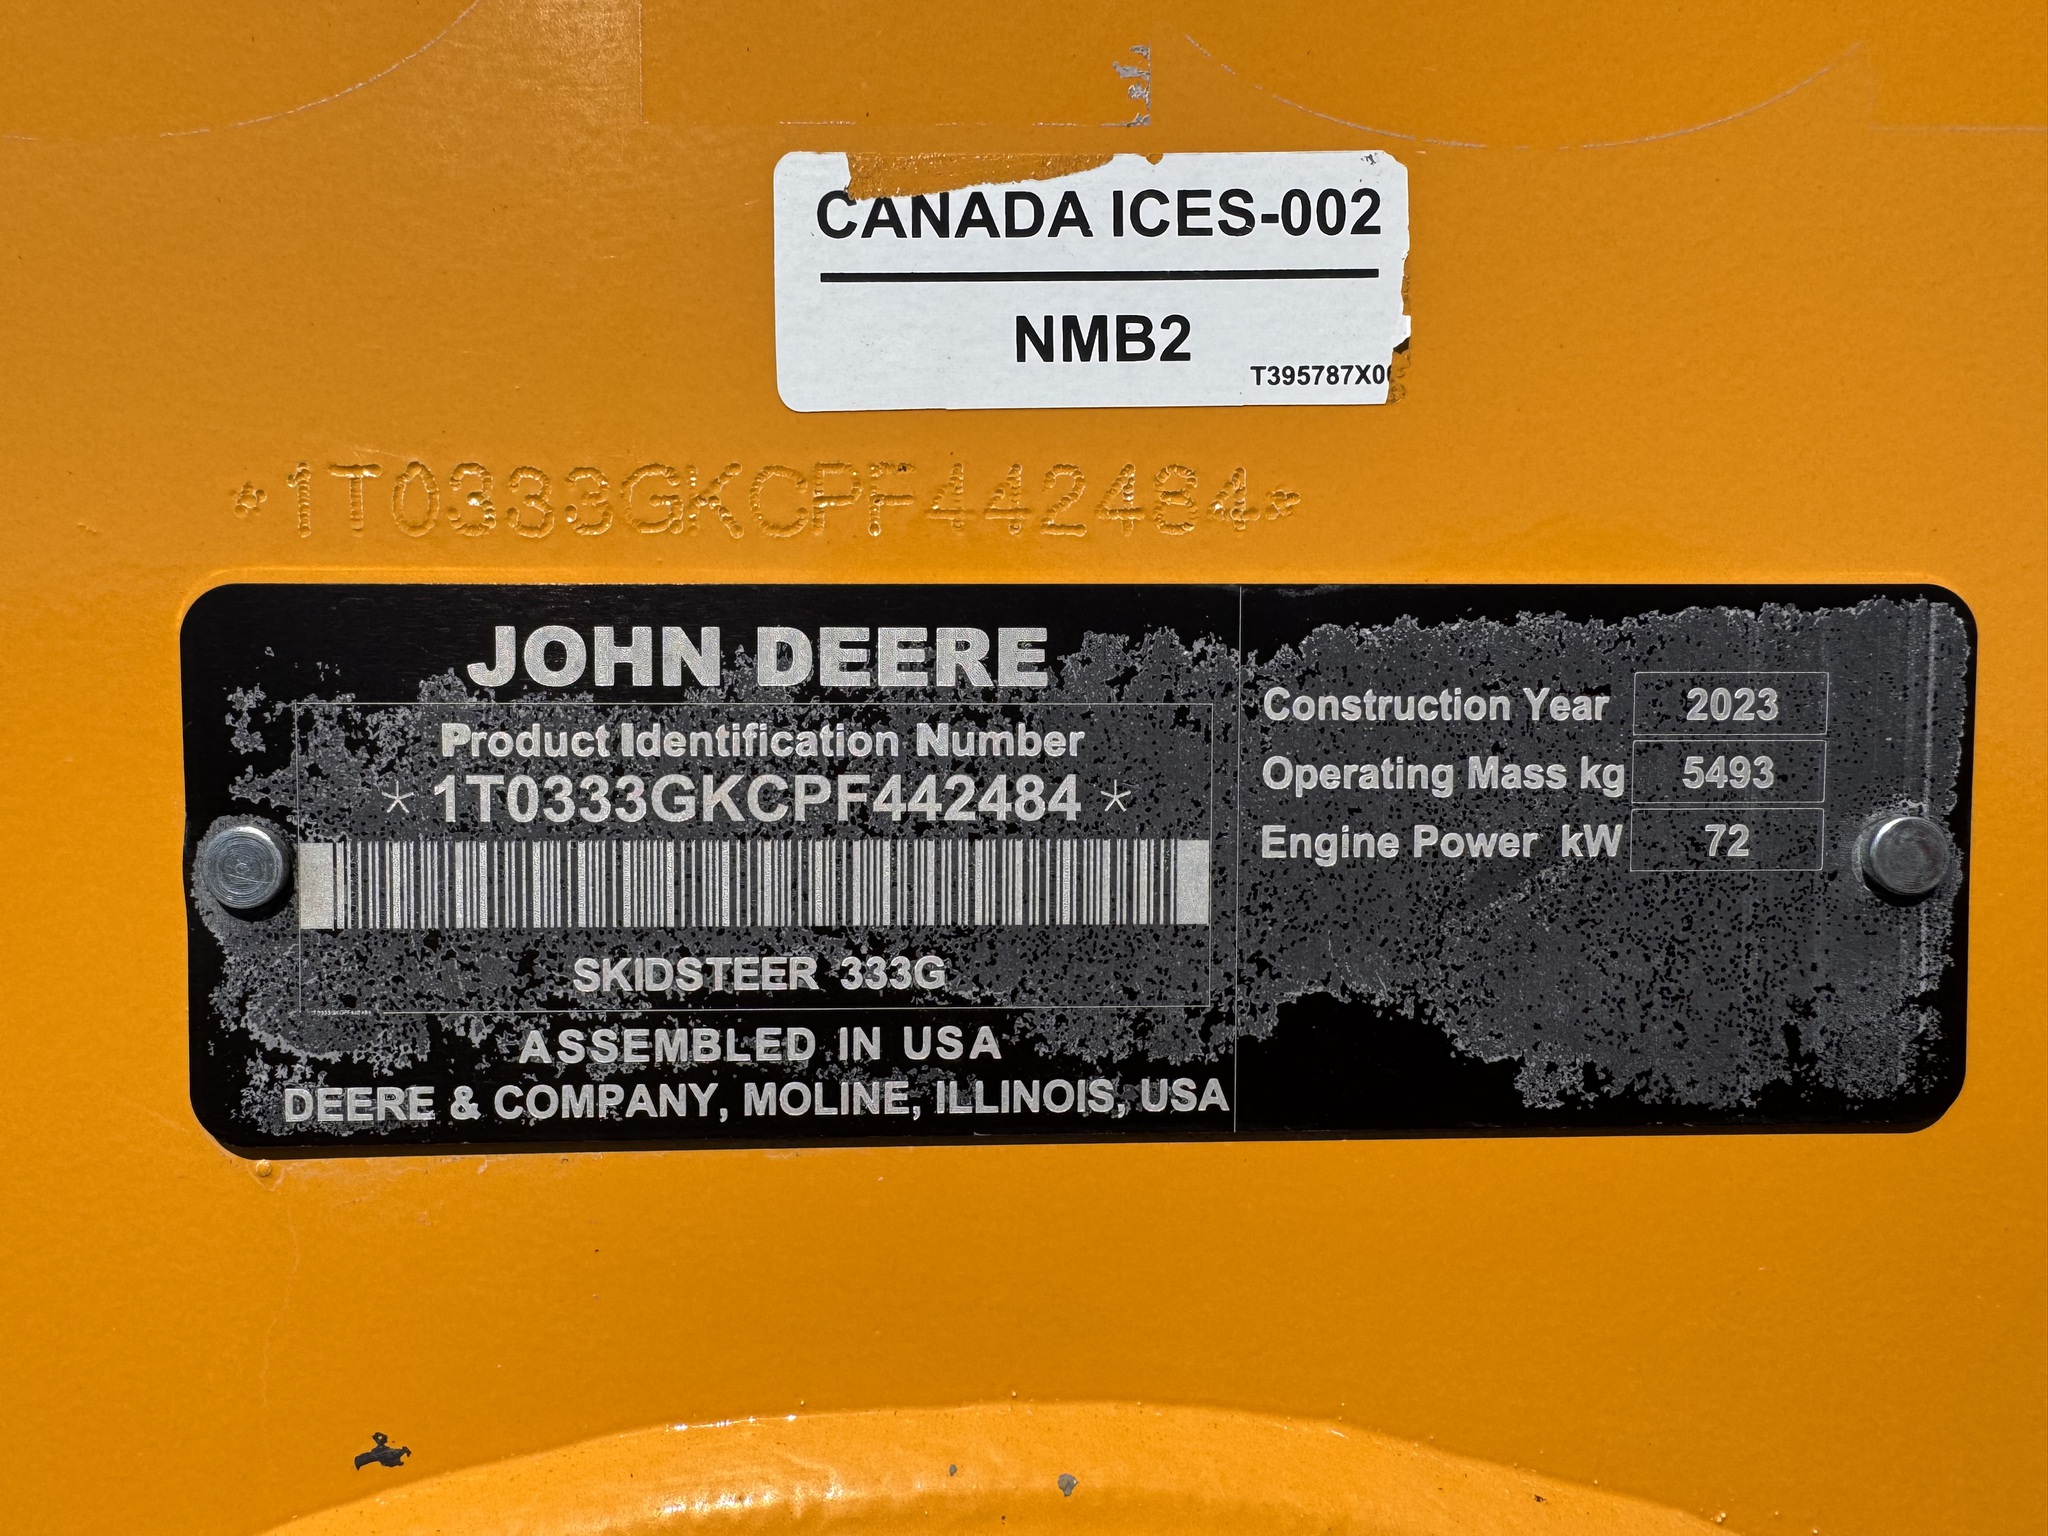 CANADA ICES-002
NMB2
T395787X0
*1T0333GKCPF442484*
JOHN DEERE
Product Identification Number
* 1T0333GKCPF442484 *
SKIDSTEER 333G
1T0333GKCPF442484
ASSEMBLED IN USA
DEERE & COMPANY, MOLINE, ILLINOIS, USA
Construction Year 2023
Operating Mass kg 5493
Engine Power kW 72